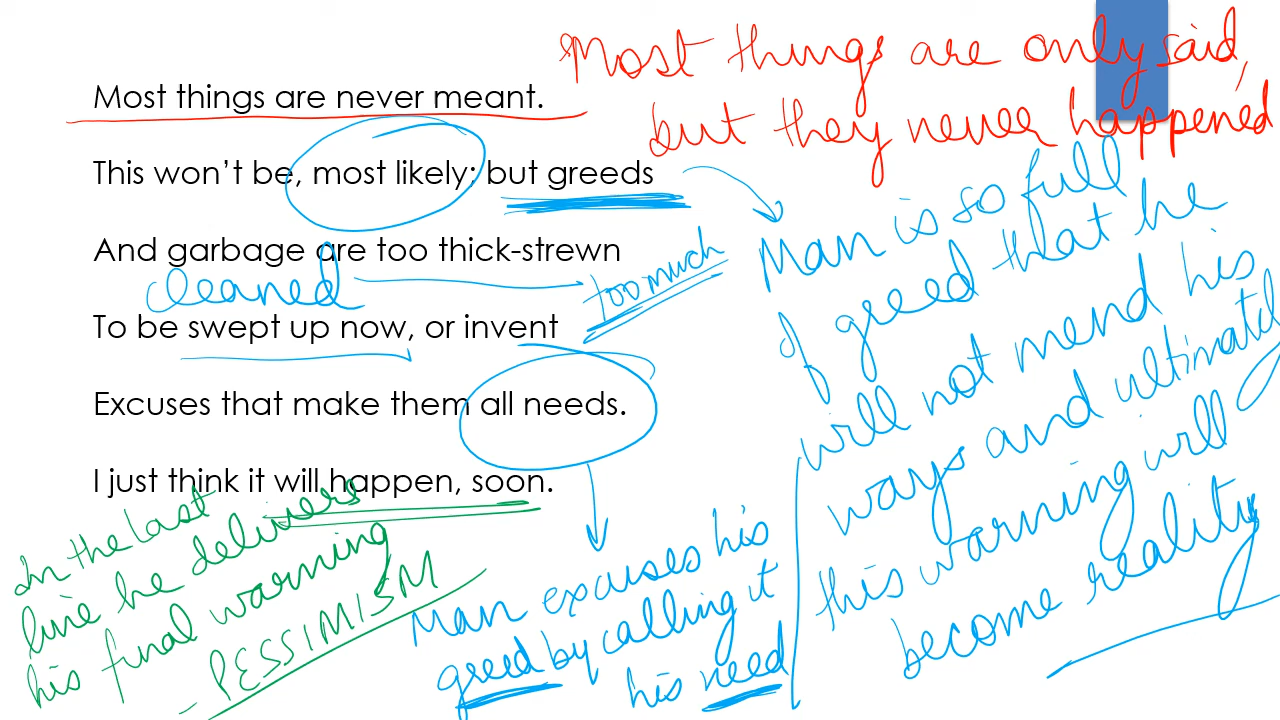 Most things are never meant.
This won't be, most likely; but greeds
And garbage are too thick-strewn
To be swept up now, or invent
Excuses that make them all needs.
I just think it will happen, soon.
Most things are only said,
but they never happened
cleaned
too much
Man is so full
of greed that he
will not mend his
ways and ultimately
this warning will
become reality
Man excuses his
greed by calling it
his need
In the last
line he delivers
his final warning
- PESSIMISM